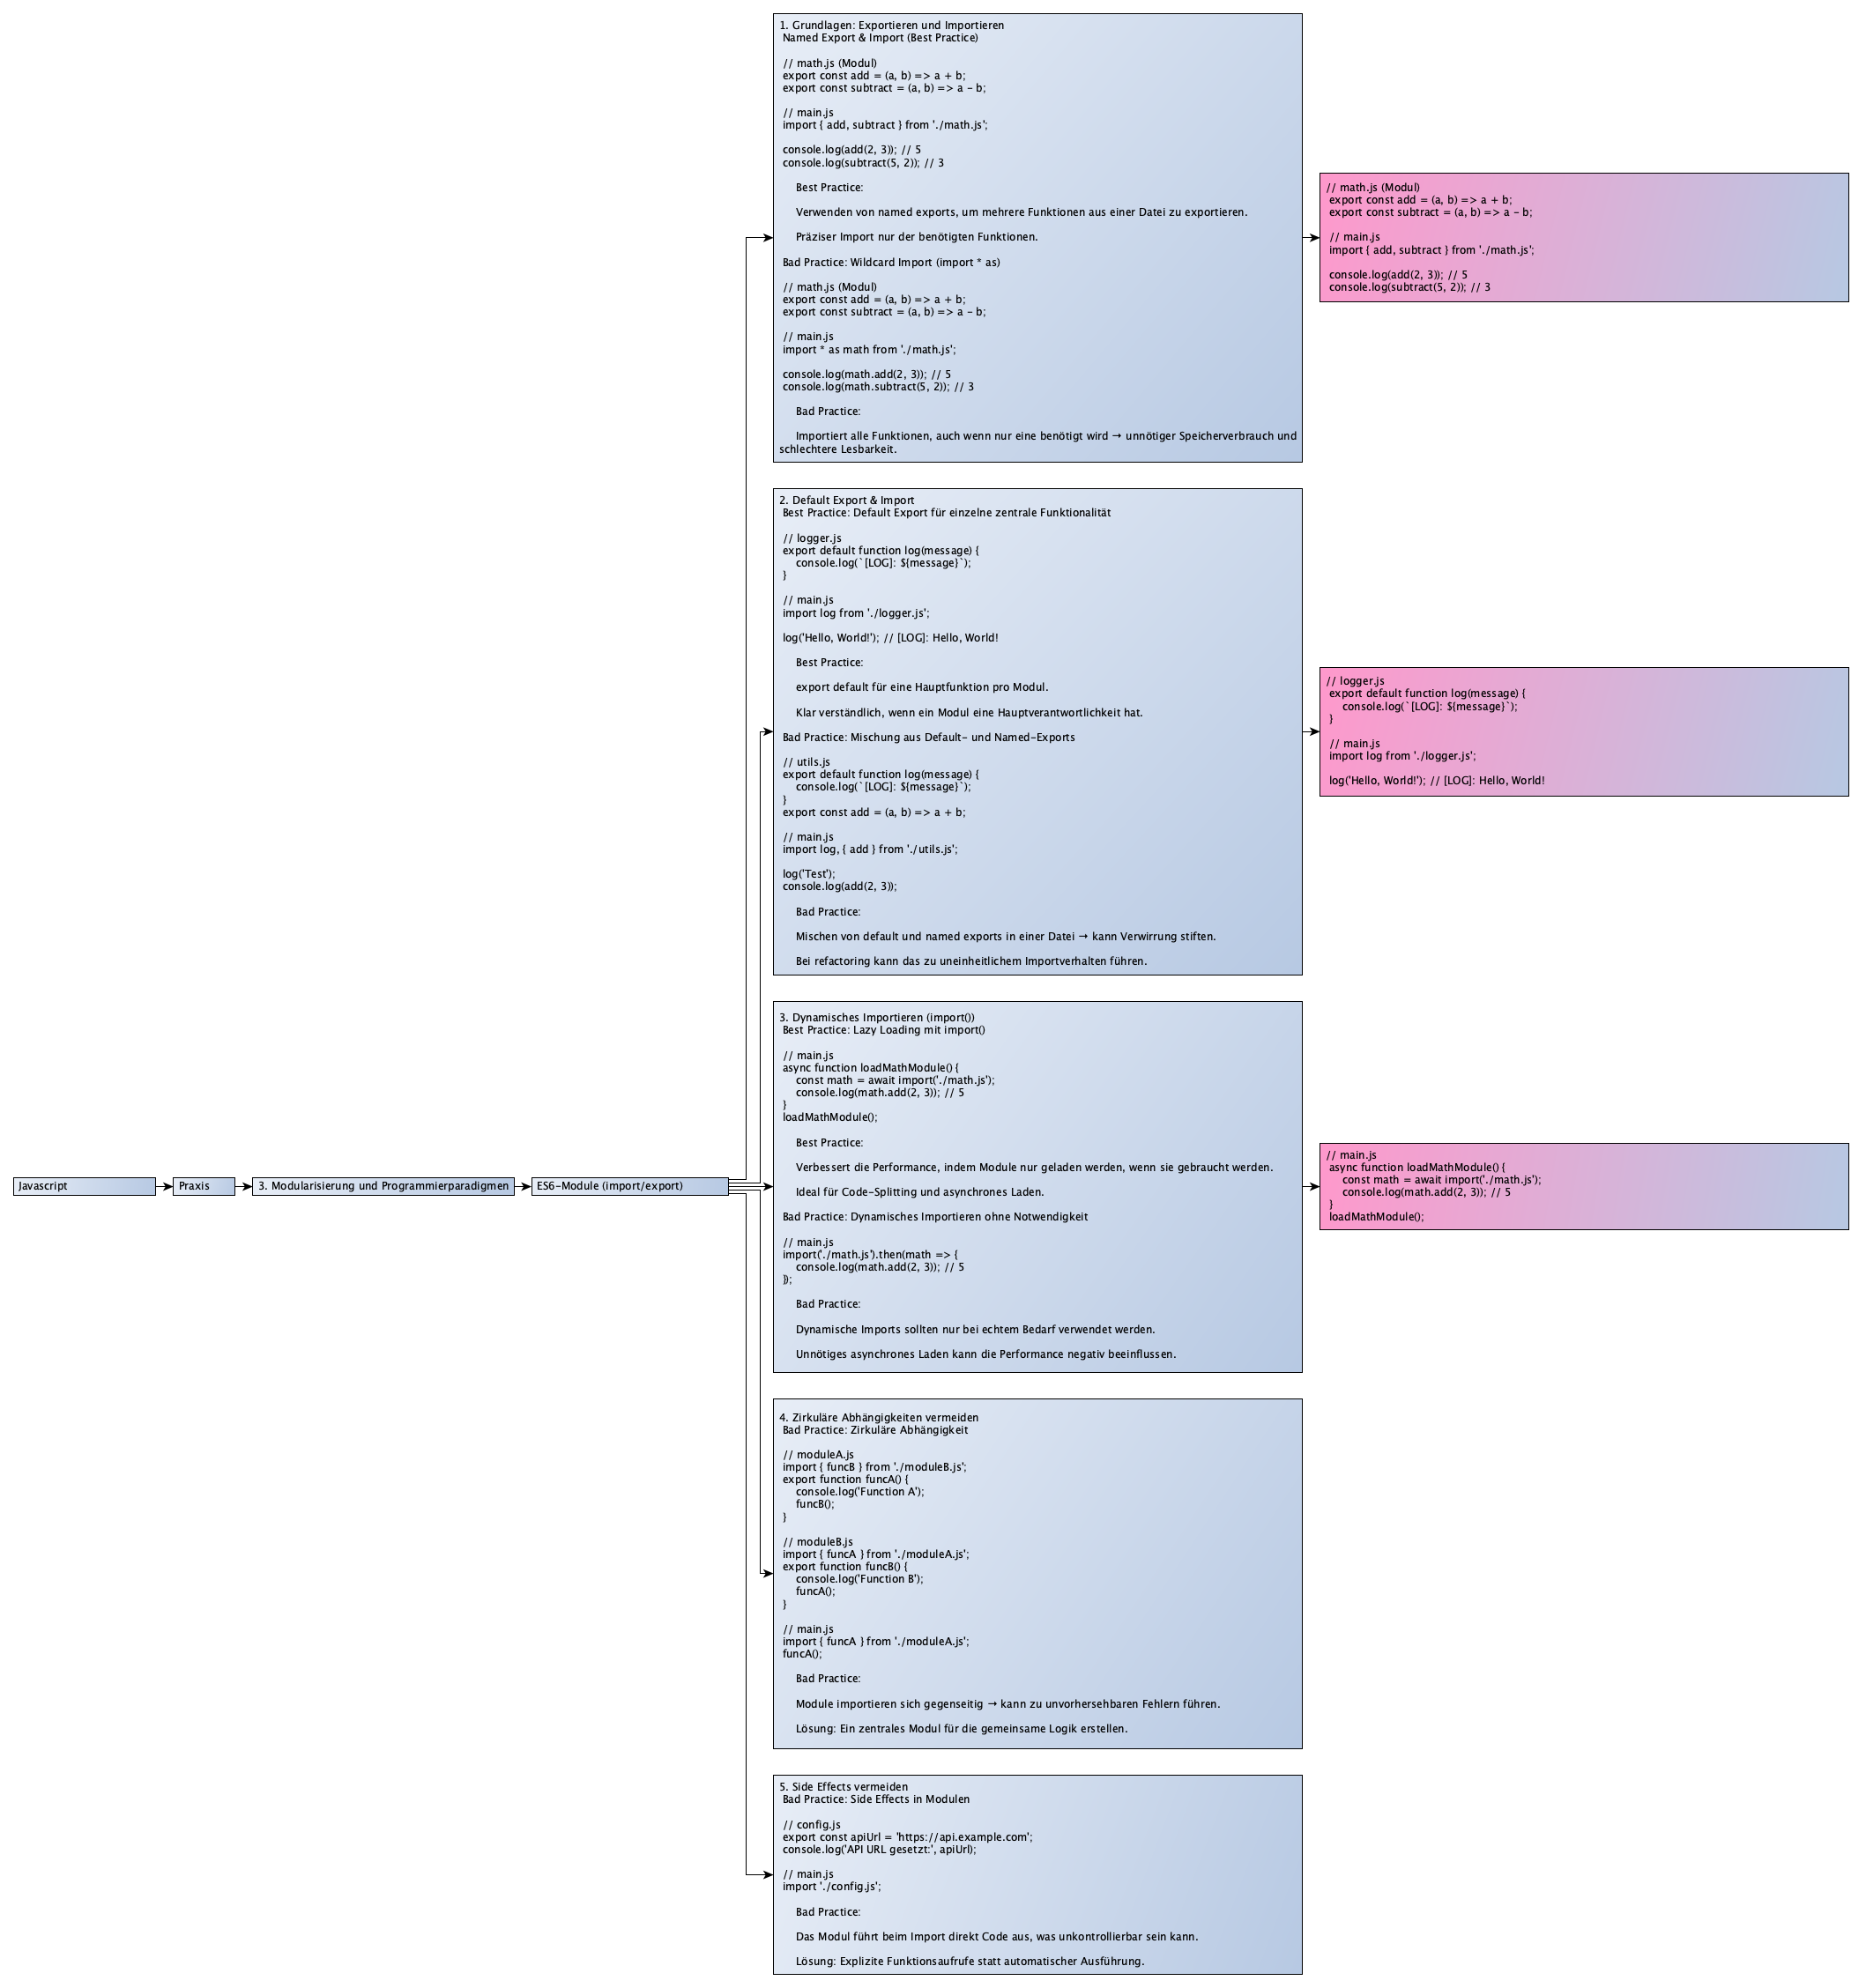 Javascript
Praxis
3. Modularisierung und Programmierparadigmen
ES6-Module (import/export)
1. Grundlagen: Exportieren und Importieren
Named Export & Import (Best Practice)
// math.js (Modul)
export const add = (a, b) => a + b;
export const subtract = (a, b) => a - b;
// main.js
import { add, subtract } from './math.js';
console.log(add(2, 3)); // 5
console.log(subtract(5, 2)); // 3
Best Practice:
Verwenden von named exports, um mehrere Funktionen aus einer Datei zu exportieren.
Präziser Import nur der benötigten Funktionen.
Bad Practice: Wildcard Import (import * as)
// math.js (Modul)
export const add = (a, b) => a + b;
export const subtract = (a, b) => a - b;
// main.js
import * as math from './math.js';
console.log(math.add(2, 3)); // 5
console.log(math.subtract(5, 2)); // 3
Bad Practice:
Importiert alle Funktionen, auch wenn nur eine benötigt wird → unnötiger Speicherverbrauch und
schlechtere Lesbarkeit.
// math.js (Modul)
export const add = (a, b) => a + b;
export const subtract = (a, b) => a - b;
// main.js
import { add, subtract } from './math.js';
console.log(add(2, 3)); // 5
console.log(subtract(5, 2)); // 3
2. Default Export & Import
Best Practice: Default Export für einzelne zentrale Funktionalität
// logger.js
export default function log(message) {
console.log(`[LOG]: ${message}`);
}
// main.js
import log from './logger.js';
log('Hello, World!'); // [LOG]: Hello, World!
Best Practice:
export default für eine Hauptfunktion pro Modul.
Klar verständlich, wenn ein Modul eine Hauptverantwortlichkeit hat.
Bad Practice: Mischung aus Default- und Named-Exports
// utils.js
export default function log(message) {
console.log(`[LOG]: ${message}`);
}
export const add = (a, b) => a + b;
// main.js
import log, { add } from './utils.js';
log('Test');
console.log(add(2, 3));
Bad Practice:
Mischen von default und named exports in einer Datei → kann Verwirrung stiften.
Bei refactoring kann das zu uneinheitlichem Importverhalten führen.
// logger.js
export default function log(message) {
console.log(`[LOG]: ${message}`);
}
// main.js
import log from './logger.js';
log('Hello, World!'); // [LOG]: Hello, World!
3. Dynamisches Importieren (import())
Best Practice: Lazy Loading mit import()
// main.js
async function loadMathModule() {
const math = await import('./math.js');
console.log(math.add(2, 3)); // 5
}
loadMathModule();
Best Practice:
Verbessert die Performance, indem Module nur geladen werden, wenn sie gebraucht werden.
Ideal für Code-Splitting und asynchrones Laden.
Bad Practice: Dynamisches Importieren ohne Notwendigkeit
// main.js
import('./math.js').then(math => {
console.log(math.add(2, 3)); // 5
});
Bad Practice:
Dynamische Imports sollten nur bei echtem Bedarf verwendet werden.
Unnötiges asynchrones Laden kann die Performance negativ beeinflussen.
// main.js
async function loadMathModule() {
const math = await import('./math.js');
console.log(math.add(2, 3)); // 5
}
loadMathModule();
4. Zirkuläre Abhängigkeiten vermeiden
Bad Practice: Zirkuläre Abhängigkeit
// moduleA.js
import { funcB } from './moduleB.js';
export function funcA() {
console.log('Function A');
funcB();
}
// moduleB.js
import { funcA } from './moduleA.js';
export function funcB() {
console.log('Function B');
funcA();
}
// main.js
import { funcA } from './moduleA.js';
funcA();
Bad Practice:
Module importieren sich gegenseitig → kann zu unvorhersehbaren Fehlern führen.
Lösung: Ein zentrales Modul für die gemeinsame Logik erstellen.
5. Side Effects vermeiden
Bad Practice: Side Effects in Modulen
// config.js
export const apiUrl = 'https://api.example.com';
console.log('API URL gesetzt:', apiUrl);
// main.js
import './config.js';
Bad Practice:
Das Modul führt beim Import direkt Code aus, was unkontrollierbar sein kann.
Lösung: Explizite Funktionsaufrufe statt automatischer Ausführung.